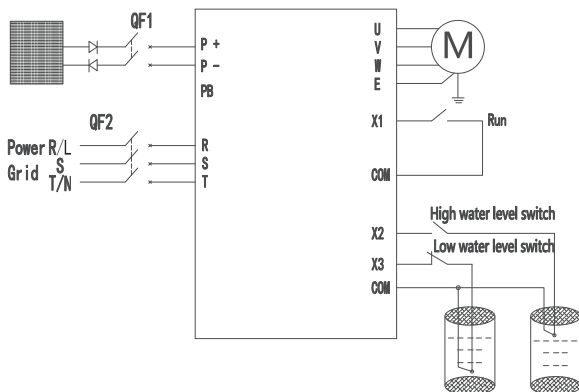 QF1
P +
P -
PB
QF2
Power R/L
S
Grid T/N
R
S
T
U
V
W
E
M
X1
Run
COM
High water level switch
X2
Low water level switch
X3
COM